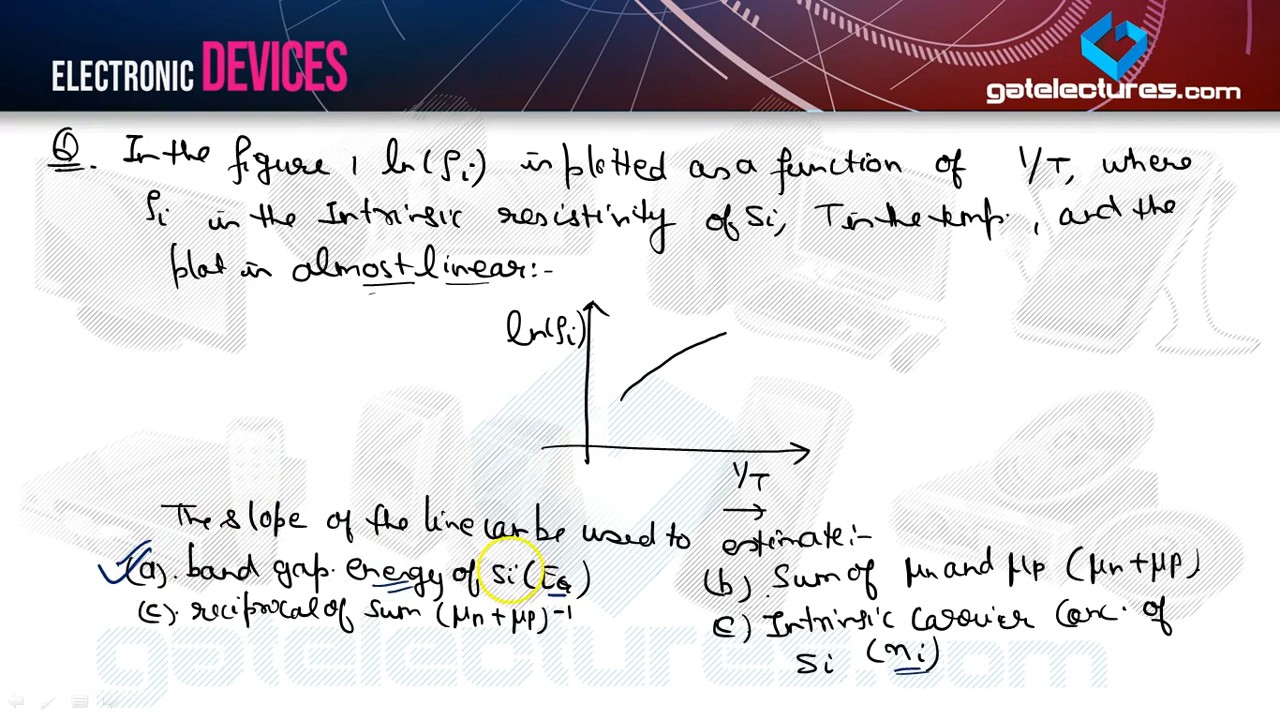 ELECTRONIC DEVICES
gatelectures.com
Q. In the figure, ln(ρi) is plotted as a function of 1/T, where
ρi is the Intrinsic resistivity of Si, T is the temp., and the
plot is almost linear:-
ln(ρi)
1/T
→
The slope of the line can be used to estimate:-
(a). band gap energy of Si (EG)
(b). Sum of μn and μp (μn+μp)
(c). reciprocal of sum (μn+μp)⁻¹
c) Intrinsic carrier conc. of
Si (ni)
gatelectures.com